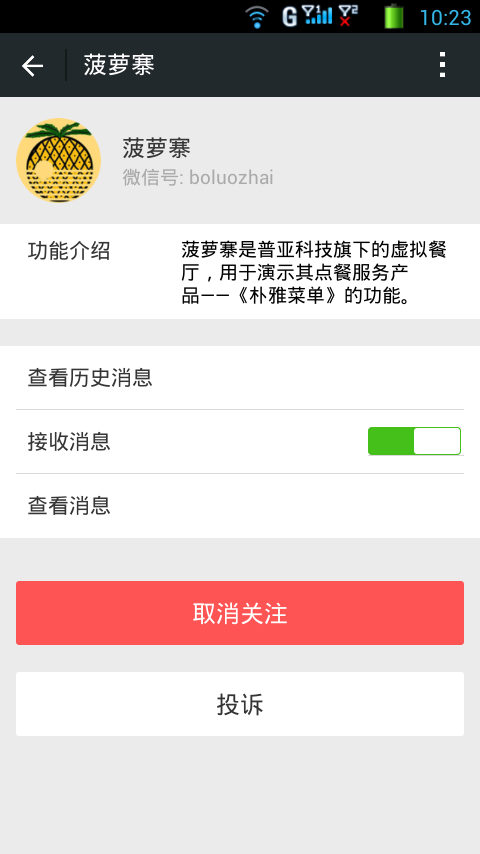 G 1 2 10:23
菠萝寨
菠萝寨
微信号: boluozhai
功能介绍
菠萝寨是普亚科技旗下的虚拟餐
厅，用于演示其点餐服务产
品——《朴雅菜单》的功能。
查看历史消息
接收消息
查看消息
取消关注
投诉